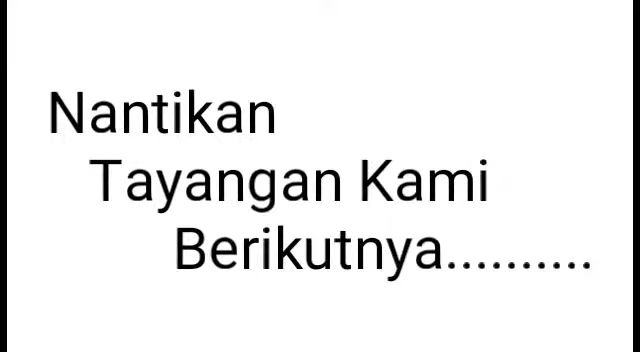 Nantikan
Tayangan Kami
Berikutnya..........